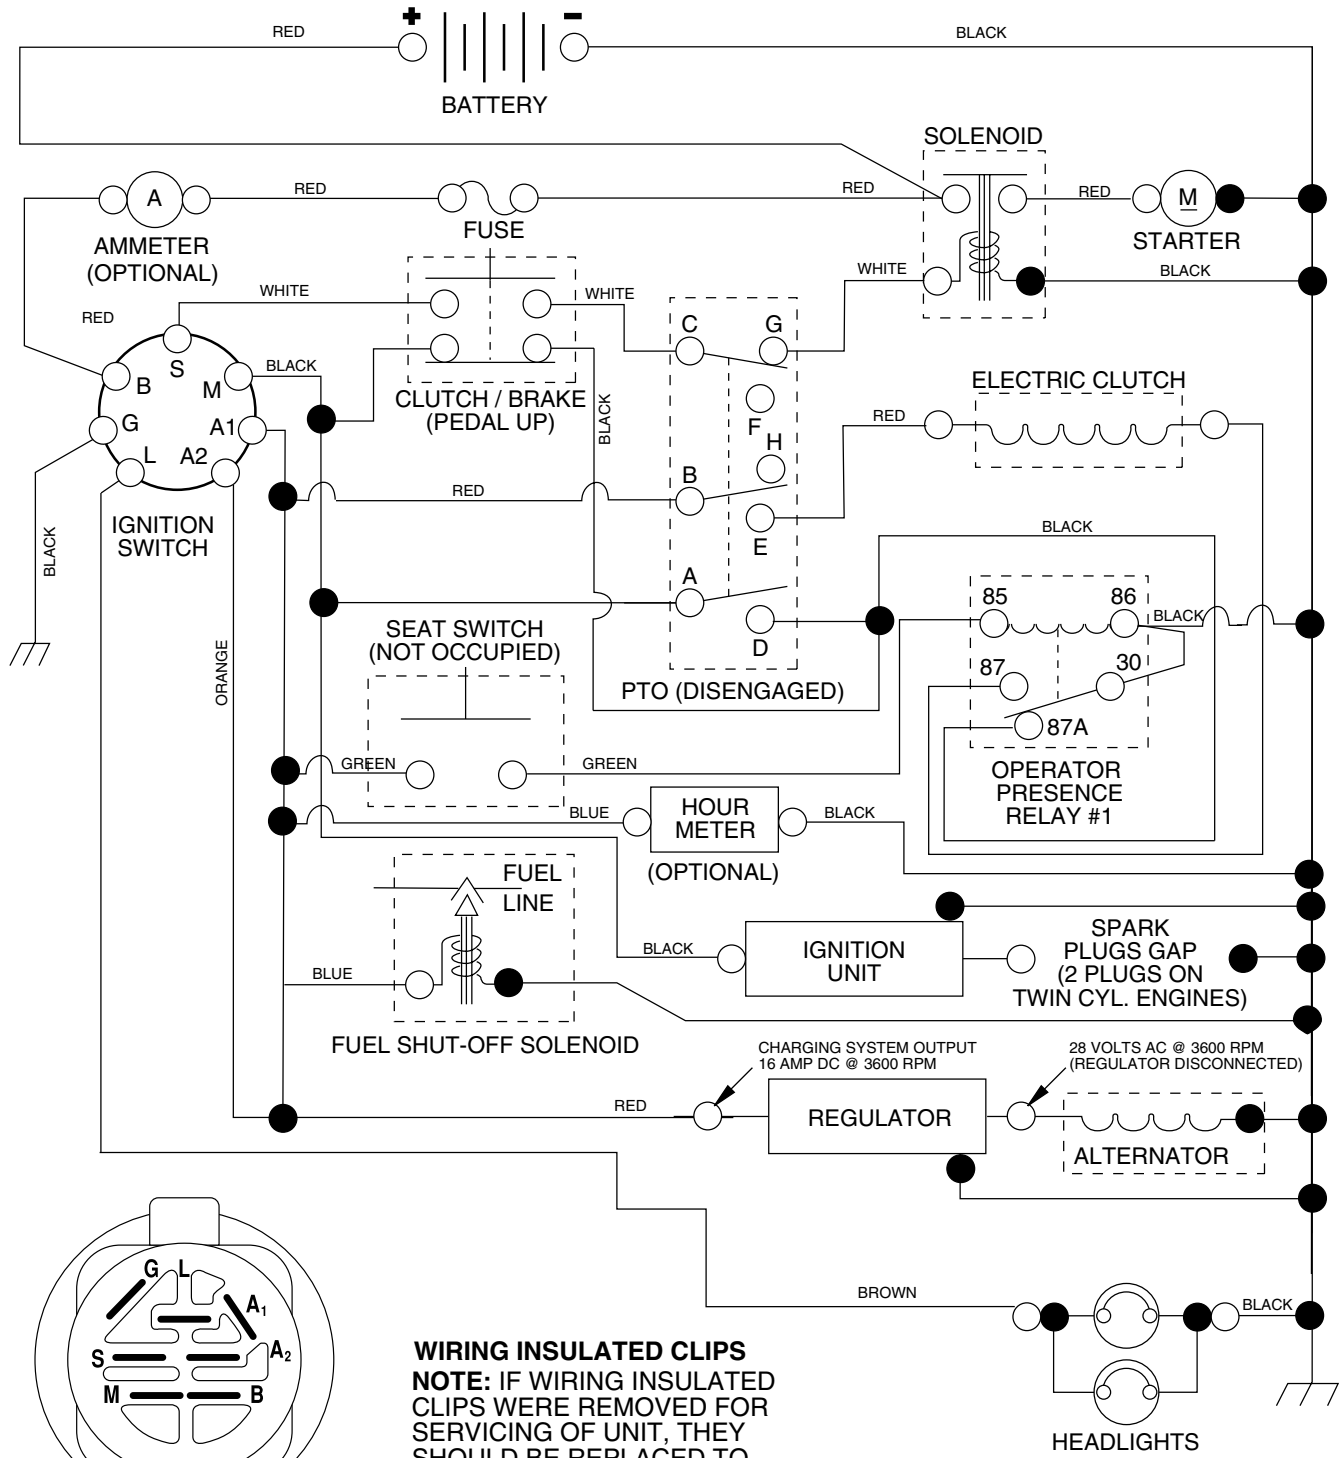 +
-
RED
BLACK
BATTERY
SOLENOID
A
RED
RED
RED
M
FUSE
STARTER
AMMETER
(OPTIONAL)
WHITE
BLACK
WHITE
WHITE
RED
C
G
S
B
M
BLACK
ELECTRIC CLUTCH
CLUTCH / BRAKE
(PEDAL UP)
BLACK
F
RED
G
A1
H
L
A2
B
RED
IGNITION
SWITCH
BLACK
E
BLACK
A
85
86
BLACK
SEAT SWITCH
(NOT OCCUPIED)
D
ORANGE
87
30
PTO (DISENGAGED)
87A
GREEN
GREEN
OPERATOR
PRESENCE
RELAY #1
BLUE
HOUR
METER
BLACK
(OPTIONAL)
FUEL
LINE
BLACK
IGNITION
UNIT
SPARK
PLUGS GAP
(2 PLUGS ON
TWIN CYL. ENGINES)
BLUE
FUEL SHUT-OFF SOLENOID
CHARGING SYSTEM OUTPUT
16 AMP DC @ 3600 RPM
28 VOLTS AC @ 3600 RPM
(REGULATOR DISCONNECTED)
RED
REGULATOR
ALTERNATOR
G
L
A1
A2
S
M
B
BROWN
BLACK
HEADLIGHTS
WIRING INSULATED CLIPS
NOTE: IF WIRING INSULATED
CLIPS WERE REMOVED FOR
SERVICING OF UNIT, THEY
SHOULD BE REPLACED TO